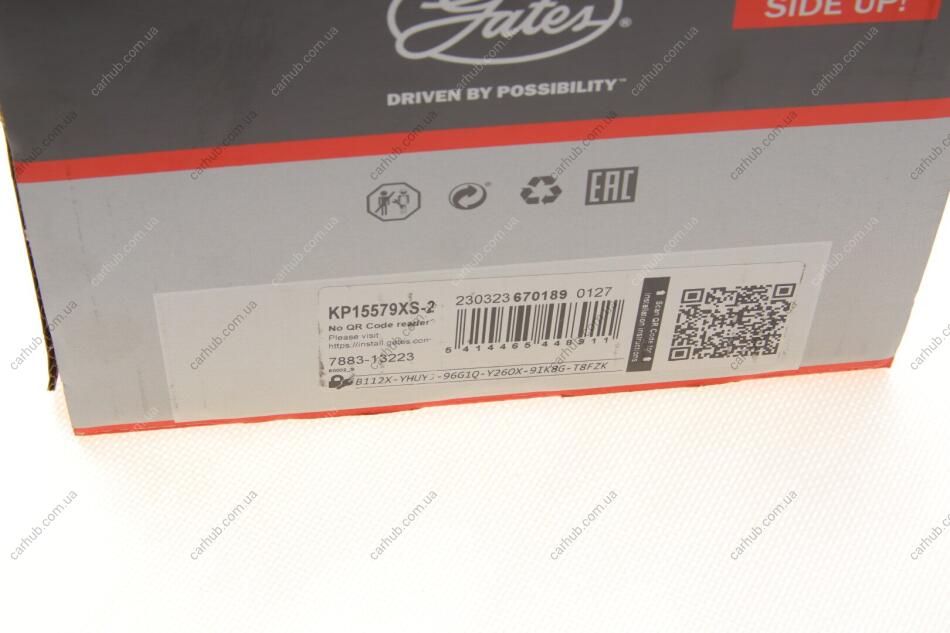 Gates®
SIDE UP!
DRIVEN BY POSSIBILITY™
EAC
KP15579XS-2
No QR Code reader
Please visit
https://install.gates.com
7883-13223
230323 670189 0127
5 414465 448911
Scan QR Code for
Installation Instructions
carhub.com.ua